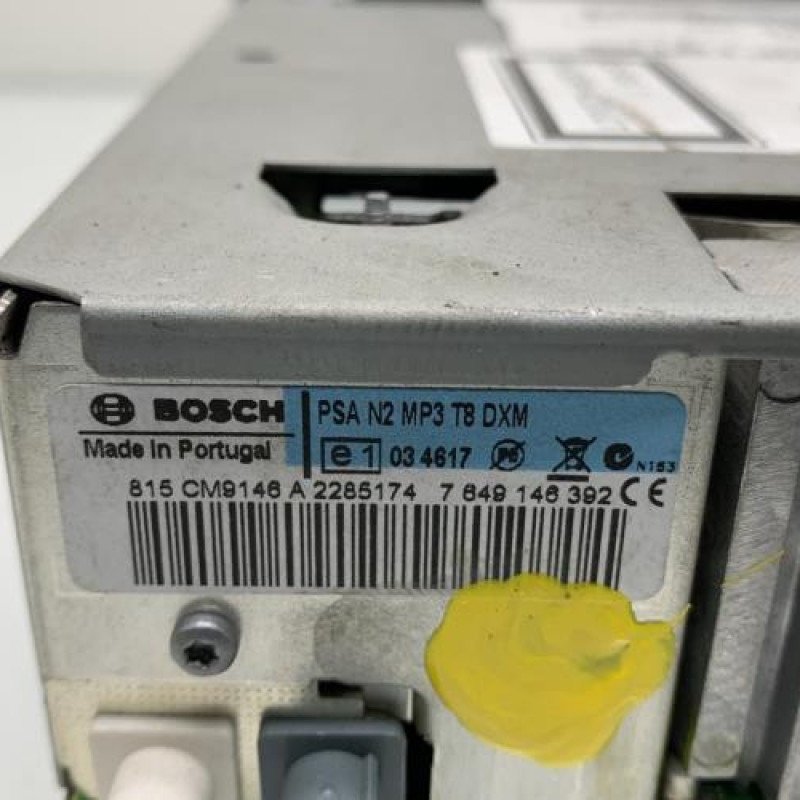 BOSCH
PSA N2 MP3 T8 DXM
Made in Portugal
e1 03 4617
N153
815 CM9146 A 2285174 7 649 146 392 CE